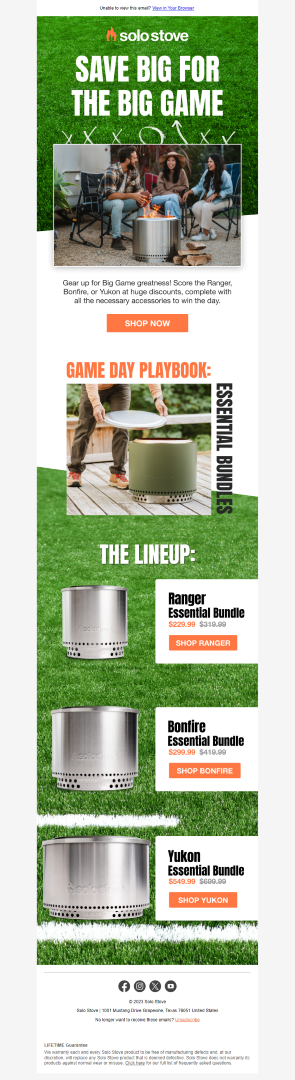 Unable to view this email? View in Your Browser
solo stove
SAVE BIG FOR
THE BIG GAME
Gear up for Big Game greatness! Score the Ranger,
Bonfire, or Yukon at huge discounts, complete with
all the necessary accessories to win the day.
SHOP NOW
GAME DAY PLAYBOOK:
ESSENTIAL BUNDLES
THE LINEUP:
Ranger
Essential Bundle
$229.99 $319.99
SHOP RANGER
Bonfire
Essential Bundle
$299.99 $419.99
SHOP BONFIRE
Yukon
Essential Bundle
$549.99 $699.99
SHOP YUKON
© 2023 Solo Stove
Solo Stove | 1001 Mustang Drive Grapevine, Texas 76051 United States
No longer want to receive these emails? Unsubscribe
LIFETIME Guarantee
We warranty each and every Solo Stove product to be free of manufacturing defects and, at our
discretion, will replace any Solo Stove product that is deemed defective. Solo Stove does not warranty its
products against normal wear or misuse. Click here for our full list of frequently asked questions.